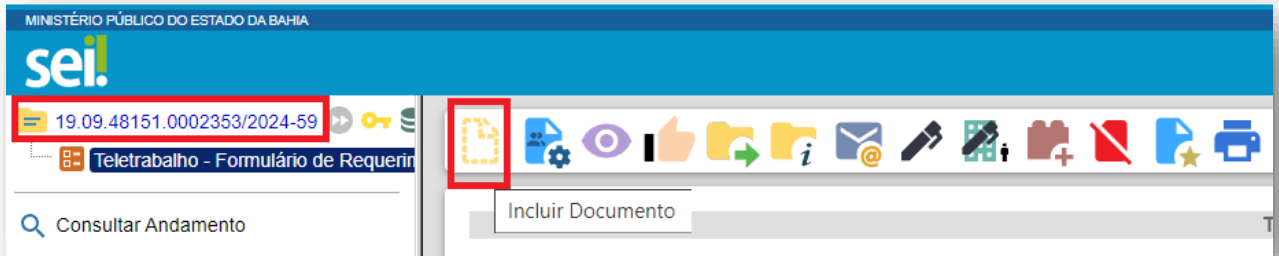 MINISTÉRIO PÚBLICO DO ESTADO DA BAHIA
sei!
19.09.48151.0002353/2024-59
Teletrabalho - Formulário de Requerin
Consultar Andamento
Incluir Documento
T